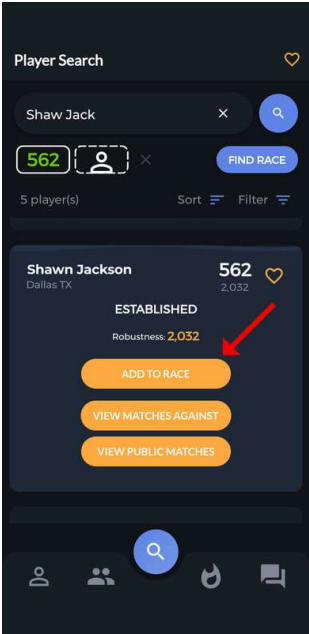 Player Search
Shaw Jack
562
FIND RACE
5 player(s)
Sort
Filter
Shawn Jackson
562
Dallas TX
2,032
ESTABLISHED
Robustness: 2,032
ADD TO RACE
VIEW MATCHES AGAINST
VIEW PUBLIC MATCHES